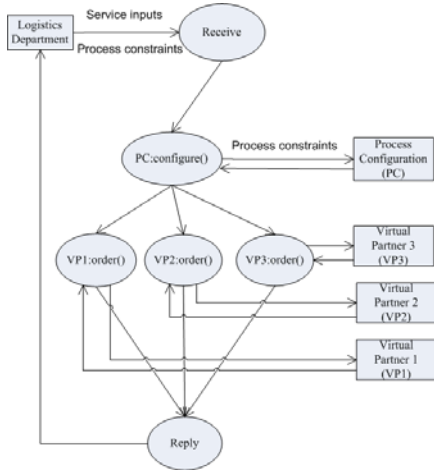 Logistics
Department
Service inputs
Process constraints
Receive
PC:configure()
Process constraints
Process
Configuration
(PC)
VP1:order()
VP2:order()
VP3:order()
Virtual
Partner 3
(VP3)
Virtual
Partner 2
(VP2)
Virtual
Partner 1
(VP1)
Reply